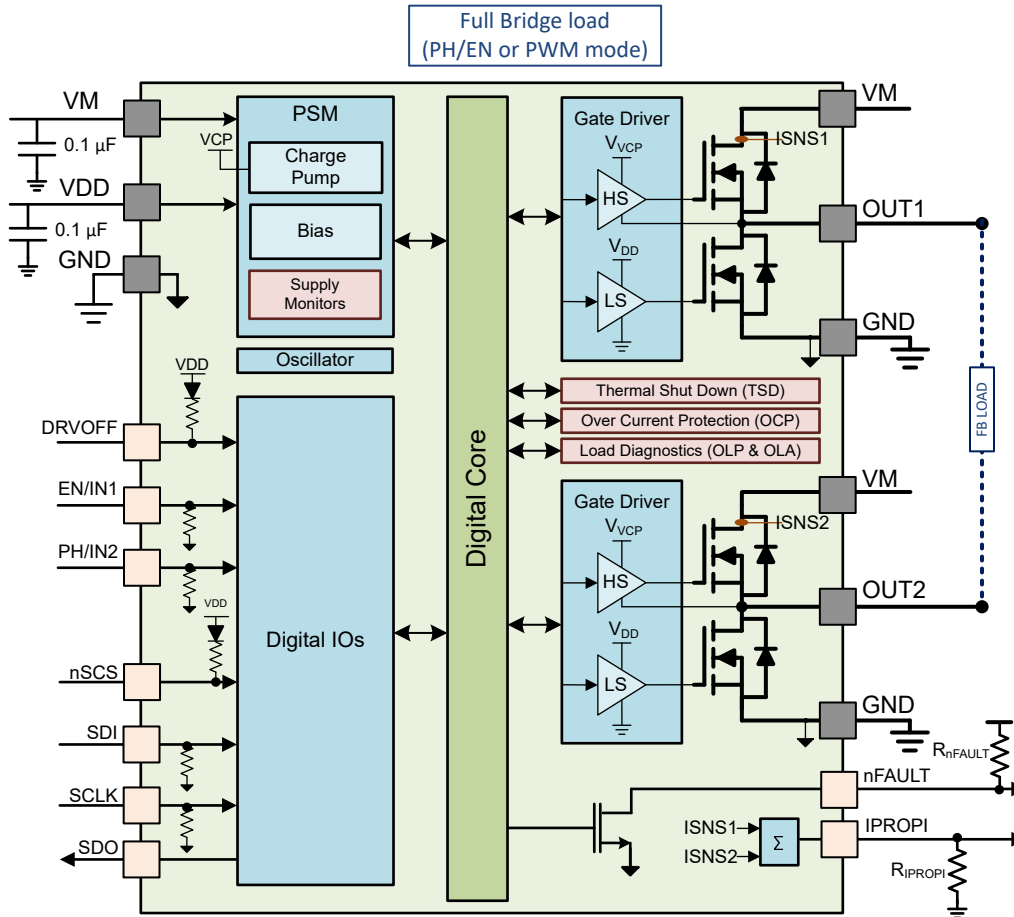 Full Bridge load
(PH/EN or PWM mode)
VM
0.1 µF
VDD
0.1 µF
GND
PSM
VCP
Charge
Pump
Bias
Supply
Monitors
Oscillator
VDD
DRVOFF
EN/IN1
PH/IN2
VDD
nSCS
SDI
SCLK
SDO
Digital IOs
Digital Core
Gate Driver
VVCP
HS
VDD
LS
VM
ISNS1
OUT1
GND
Thermal Shut Down (TSD)
Over Current Protection (OCP)
Load Diagnostics (OLP & OLA)
FB LOAD
Gate Driver
VVCP
HS
VDD
LS
VM
ISNS2
OUT2
GND
RnFAULT
nFAULT
ISNS1
ISNS2
Σ
IPROPI
RIPROPI